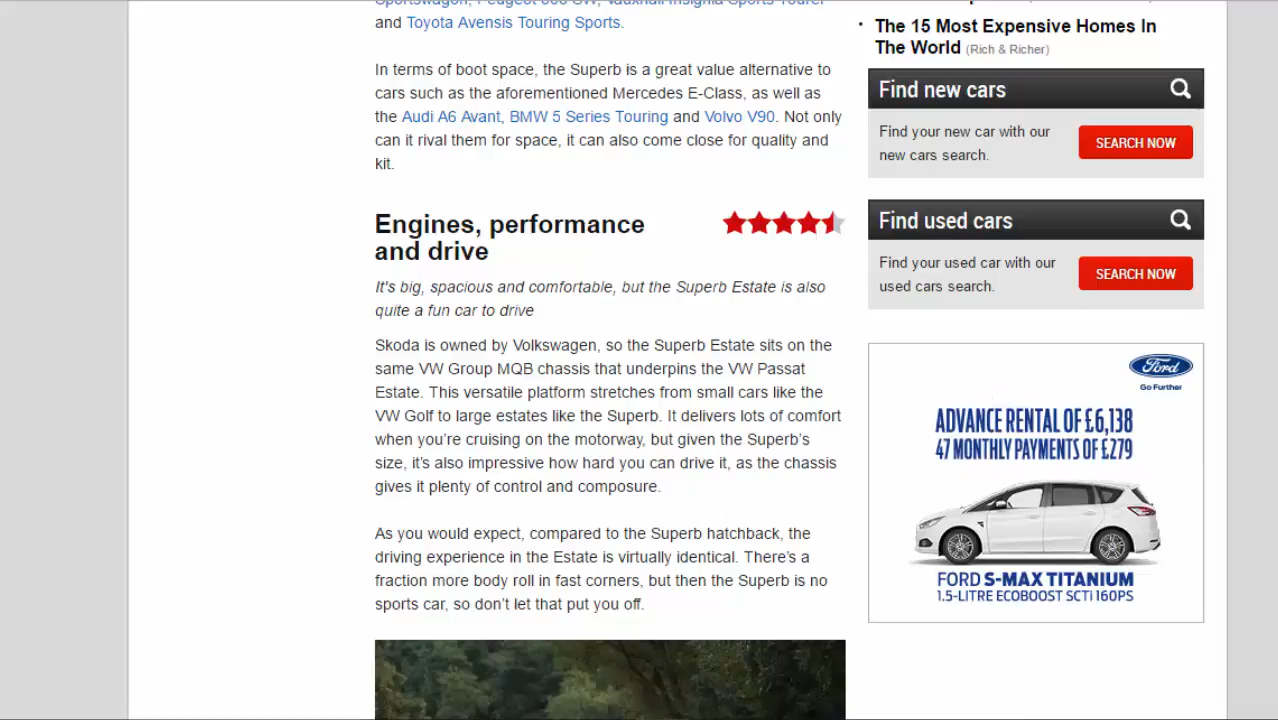 and Toyota Avensis Touring Sports.
In terms of boot space, the Superb is a great value alternative to
cars such as the aforementioned Mercedes E-Class, as well as
the Audi A6 Avant, BMW 5 Series Touring and Volvo V90. Not only
can it rival them for space, it can also come close for quality and
kit.
Engines, performance
and drive
It's big, spacious and comfortable, but the Superb Estate is also
quite a fun car to drive
Skoda is owned by Volkswagen, so the Superb Estate sits on the
same VW Group MQB chassis that underpins the VW Passat
Estate. This versatile platform stretches from small cars like the
VW Golf to large estates like the Superb. It delivers lots of comfort
when you’re cruising on the motorway, but given the Superb’s
size, it’s also impressive how hard you can drive it, as the chassis
gives it plenty of control and composure.
As you would expect, compared to the Superb hatchback, the
driving experience in the Estate is virtually identical. There’s a
fraction more body roll in fast corners, but then the Superb is no
sports car, so don’t let that put you off.
The 15 Most Expensive Homes In
The World (Rich & Richer)
Find new cars
Find your new car with our
new cars search.
SEARCH NOW
Find used cars
Find your used car with our
used cars search.
SEARCH NOW
Ford
Go Further
ADVANCE RENTAL OF £6,138
47 MONTHLY PAYMENTS OF £279
FORD S-MAX TITANIUM
1.5-LITRE ECOBOOST SCTi 160PS